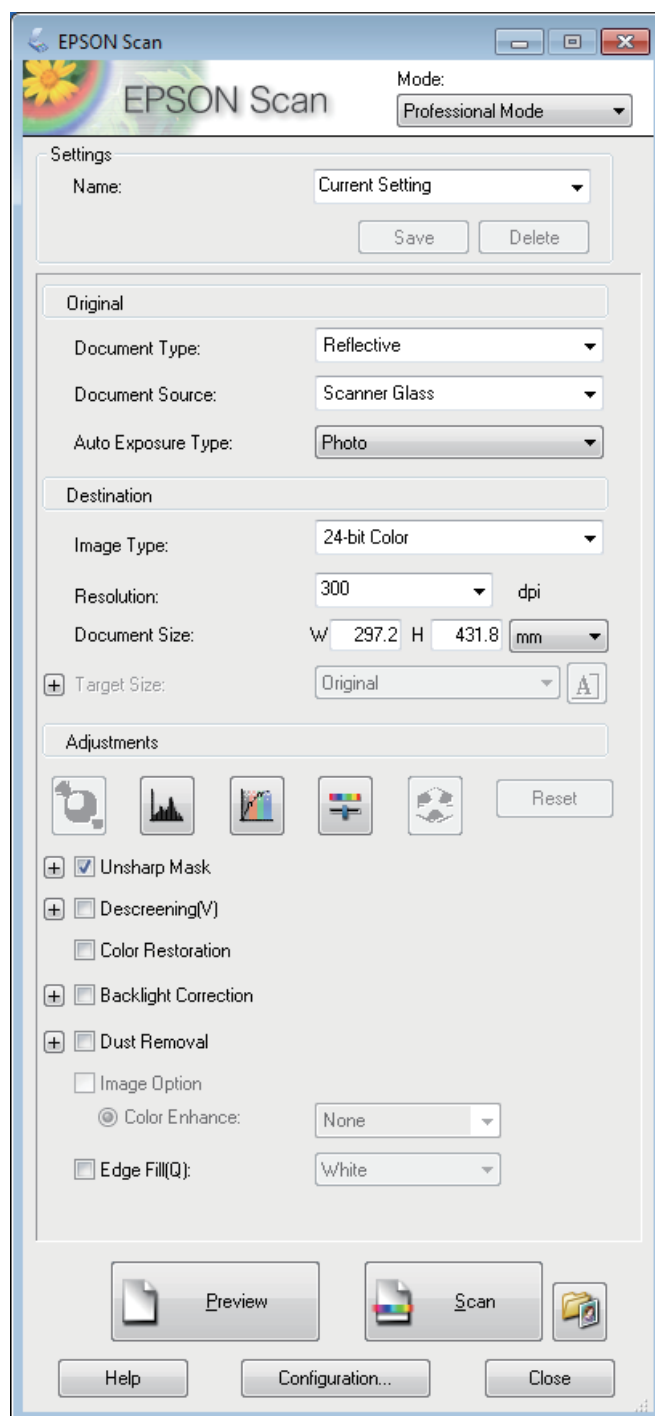 EPSON Scan
EPSON Scan
Mode:
Professional Mode
Settings
Name: Current Setting
Save Delete
Original
Document Type: Reflective
Document Source: Scanner Glass
Auto Exposure Type: Photo
Destination
Image Type: 24-bit Color
Resolution: 300 dpi
Document Size: W 297.2 H 431.8 mm
Target Size: Original A
Adjustments
Reset
Unsharp Mask
Descreening(V)
Color Restoration
Backlight Correction
Dust Removal
Image Option
Color Enhance: None
Edge Fill(Q): White
Preview Scan
Help Configuration... Close